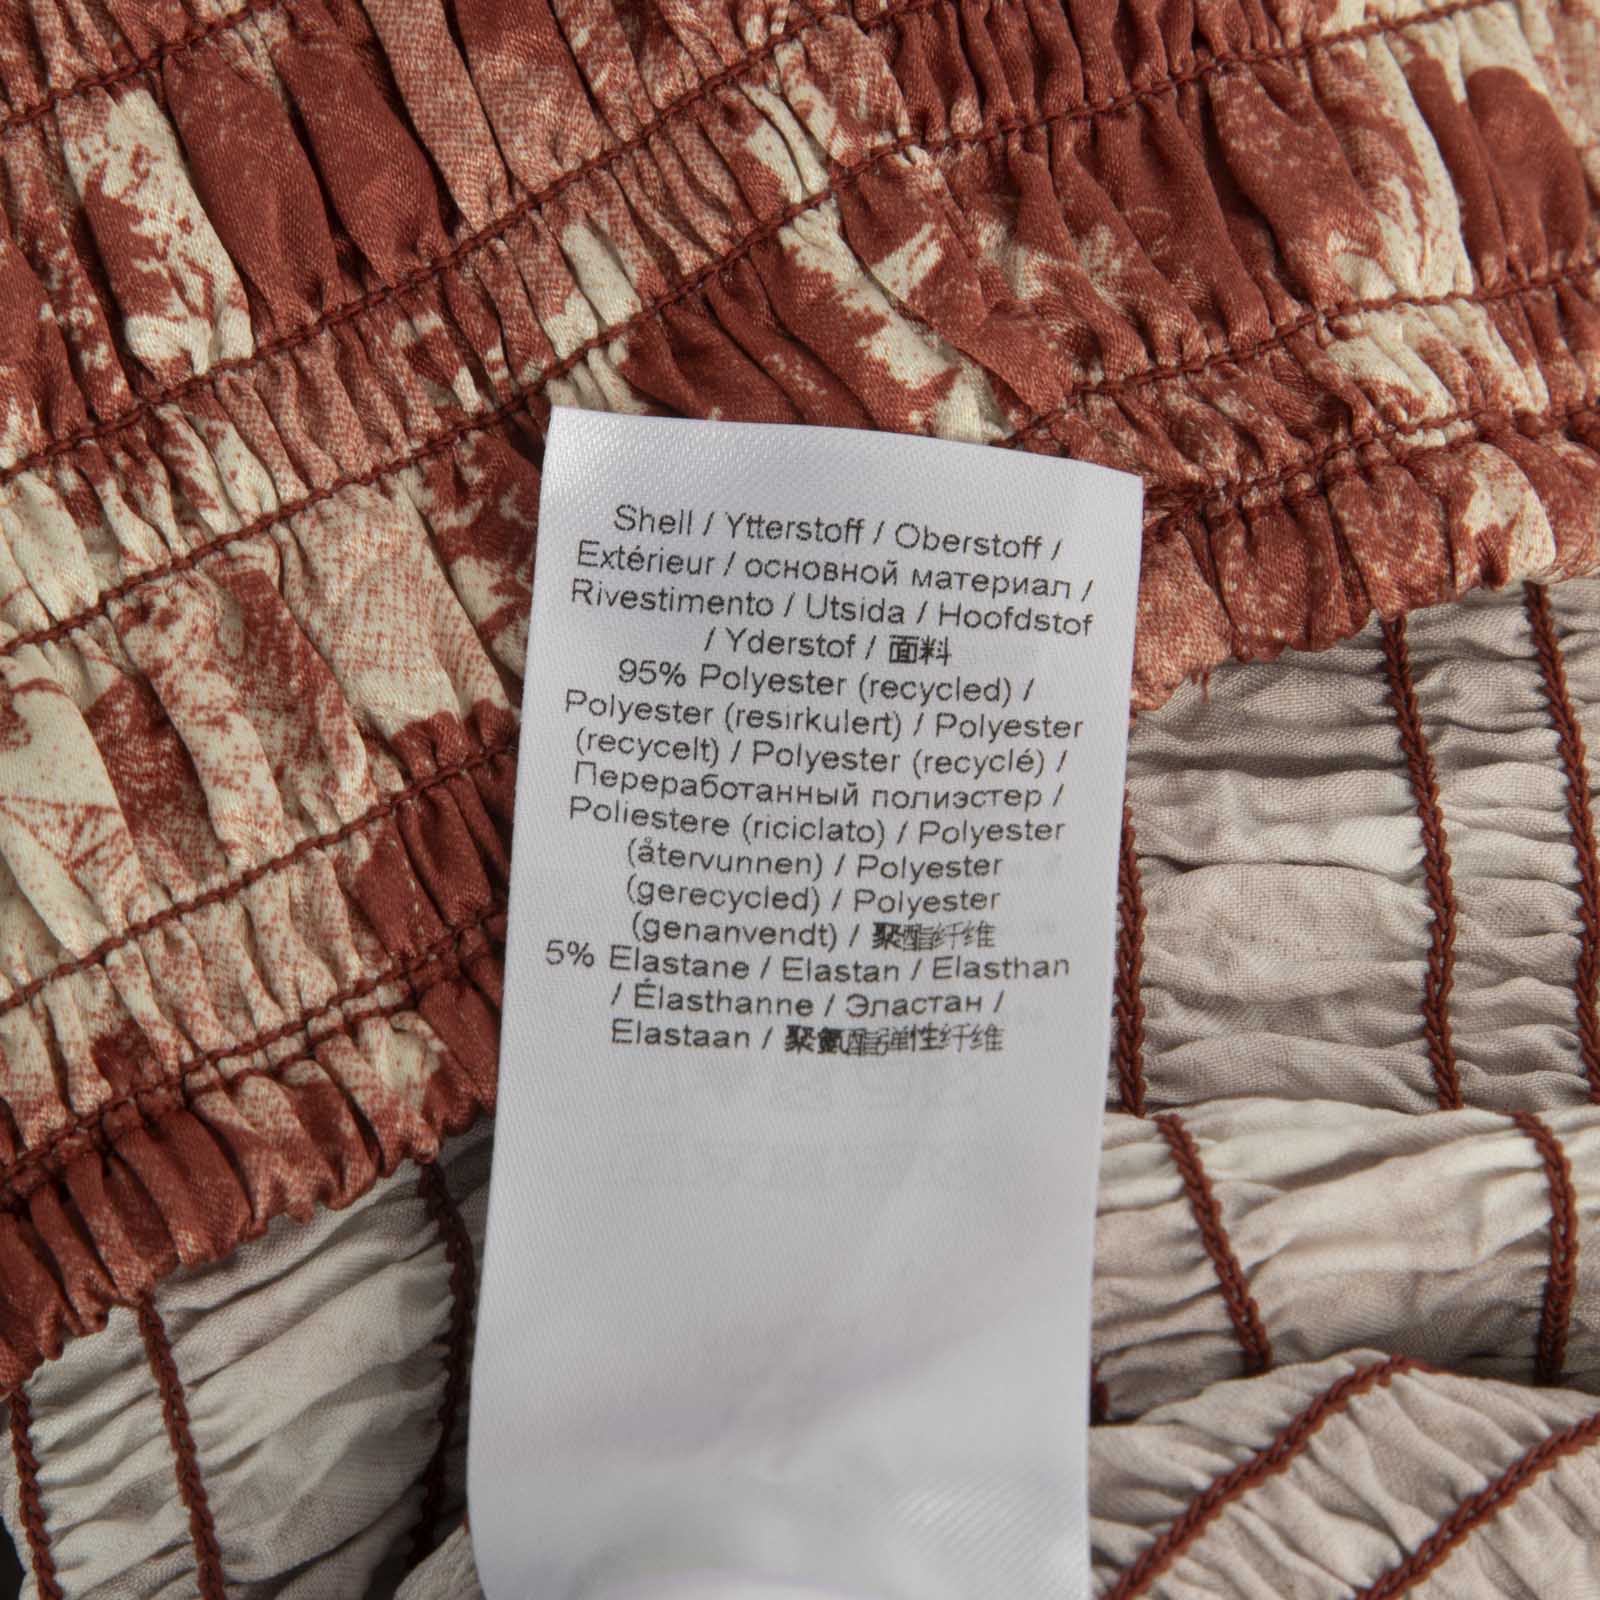 Shell / Ytterstoff / Oberstoff /
Extérieur / основной материал /
Rivestimento / Utsida / Hoofdstof
/ Yderstof / 面料
95% Polyester (recycled) /
Polyester (resirkulert) / Polyester
(recycelt) / Polyester (recyclé) /
Переработанный полиэстер /
Poliestere (riciclato) / Polyester
(återvunnen) / Polyester
(gerecycled) / Polyester
(genanvendt) / 聚酯纤维
5% Elastane / Elastan / Elasthan
/ Élasthanne / Эластан /
Elastaan / 聚氨酯弹性纤维